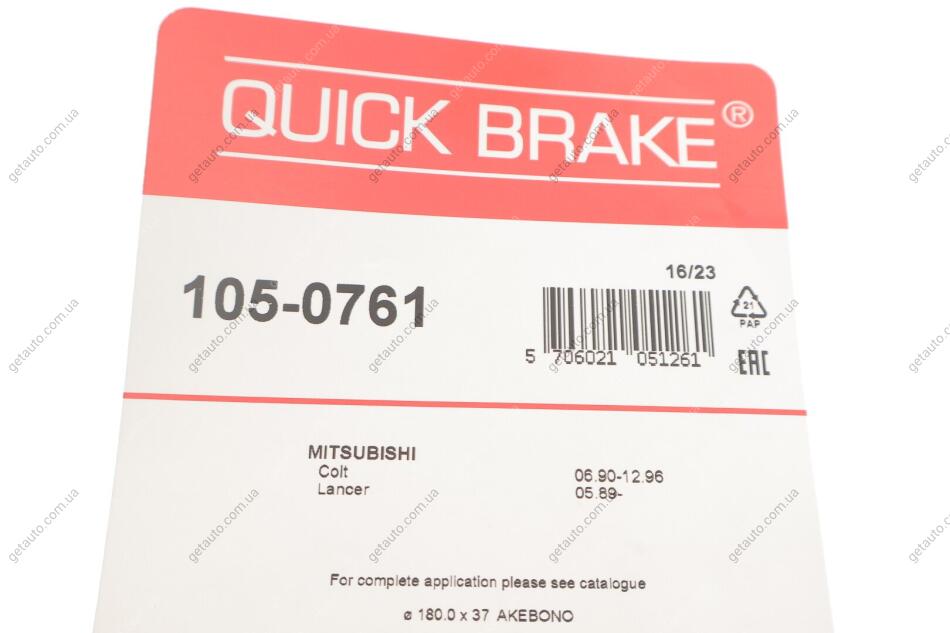 QUICK BRAKE®
105-0761
16/23
5 706021 051261
21
PAP
EAC
MITSUBISHI
Colt 06.90-12.96
Lancer 05.89-
For complete application please see catalogue
ø 180.0 x 37 AKEBONO
getauto.com.ua